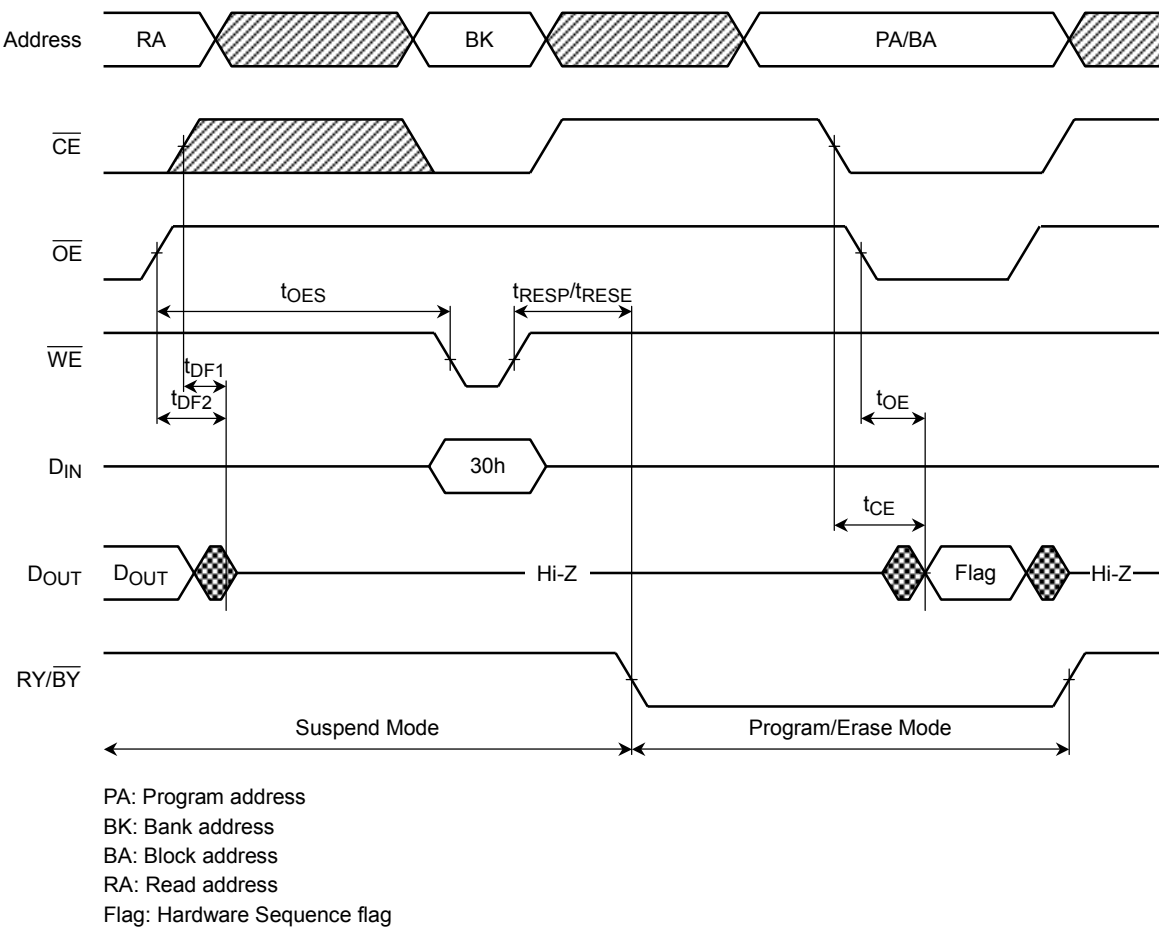 Address RA BK PA/BA
CE
OE
tOES tRESP/tRESE
WE
tDF1
tDF2 tOE
DIN 30h
tCE
DOUT DOUT Hi-Z Flag Hi-Z
RY/BY
Suspend Mode Program/Erase Mode
PA: Program address
BK: Bank address
BA: Block address
RA: Read address
Flag: Hardware Sequence flag